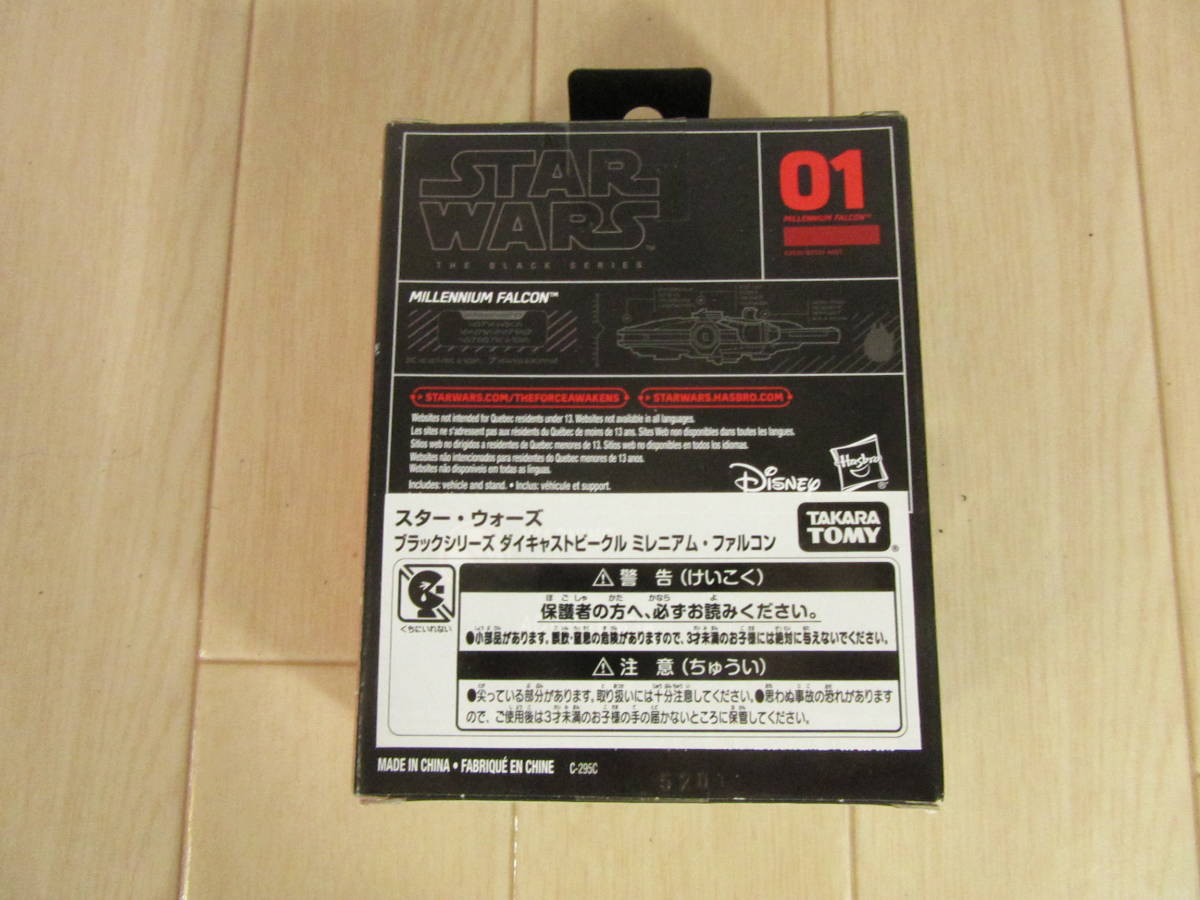 STAR
WARS™
THE BLACK SERIES
01
MILLENNIUM FALCON™
MILLENNIUM FALCON™
STARWARS.COM/THEFORCEAWAKENS
STARWARS.HASBRO.COM
Websites not intended for Quebec residents under 13. Websites not available in all languages.
Les sites ne s'adressent pas aux résidents du Québec de moins de 13 ans. Sites Web non disponibles dans toutes les langues.
Sitios web no dirigidos a residentes de Quebec menores de 13. Sitios web no disponibles en todos los idiomas.
Websites não intencionados para residentes do Quebec menores de 13 anos.
Websites não disponíveis em todas as línguas.
Includes: vehicle and stand. • Inclus: véhicule et support.
Disney
Hasbro®
スター・ウォーズ
ブラックシリーズ ダイキャストビークル ミレニアム・ファルコン
TAKARA
TOMY®
くちにいれない
⚠警 告(けいこく)
保護者の方へ、必ずお読みください。
●小部品があります。誤飲・窒息の危険がありますので、3才未満のお子様には絶対に与えないでください。
⚠注 意(ちゅうい)
●尖っている部分があります。取り扱いには十分注意してください。●思わぬ事故の恐れがあります
ので、ご使用後は3才未満のお子様の手の届かないところに保管してください。
MADE IN CHINA • FABRIQUÉ EN CHINE C-295C